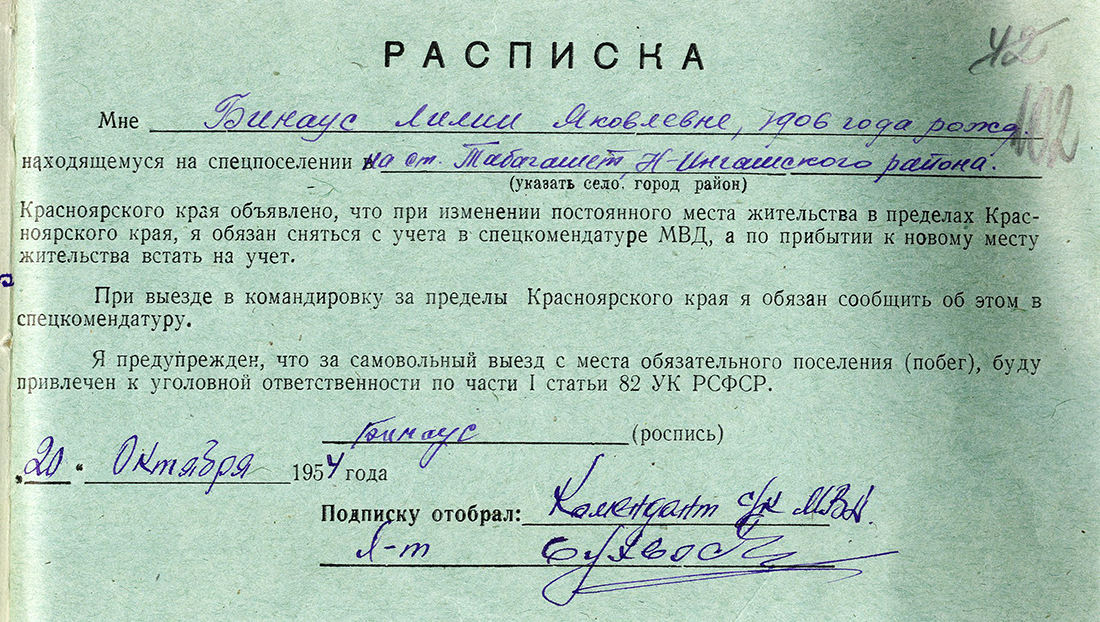 РАСПИСКА
42
102
Мне Бинаус Лилии Яковлевне, 1906 года рожд.
находящемуся на спецпоселении на ст. Табагашет, Н-Ингашского района.
(указать село. город район)
Красноярского края объявлено, что при изменении постоянного места жительства в пределах Крас-
ноярского края, я обязан сняться с учета в спецкомендатуре МВД, а по прибытии к новому месту
жительства встать на учет.
При выезде в командировку за пределы Красноярского края я обязан сообщить об этом в
спецкомендатуру.
Я предупрежден, что за самовольный выезд с места обязательного поселения (побег), буду
привлечен к уголовной ответственности по части I статьи 82 УК РСФСР.
Бинаус (роспись)
„20“ Октября 1954 года
Подписку отобрал: Комендант с/к МВД.
Л-т